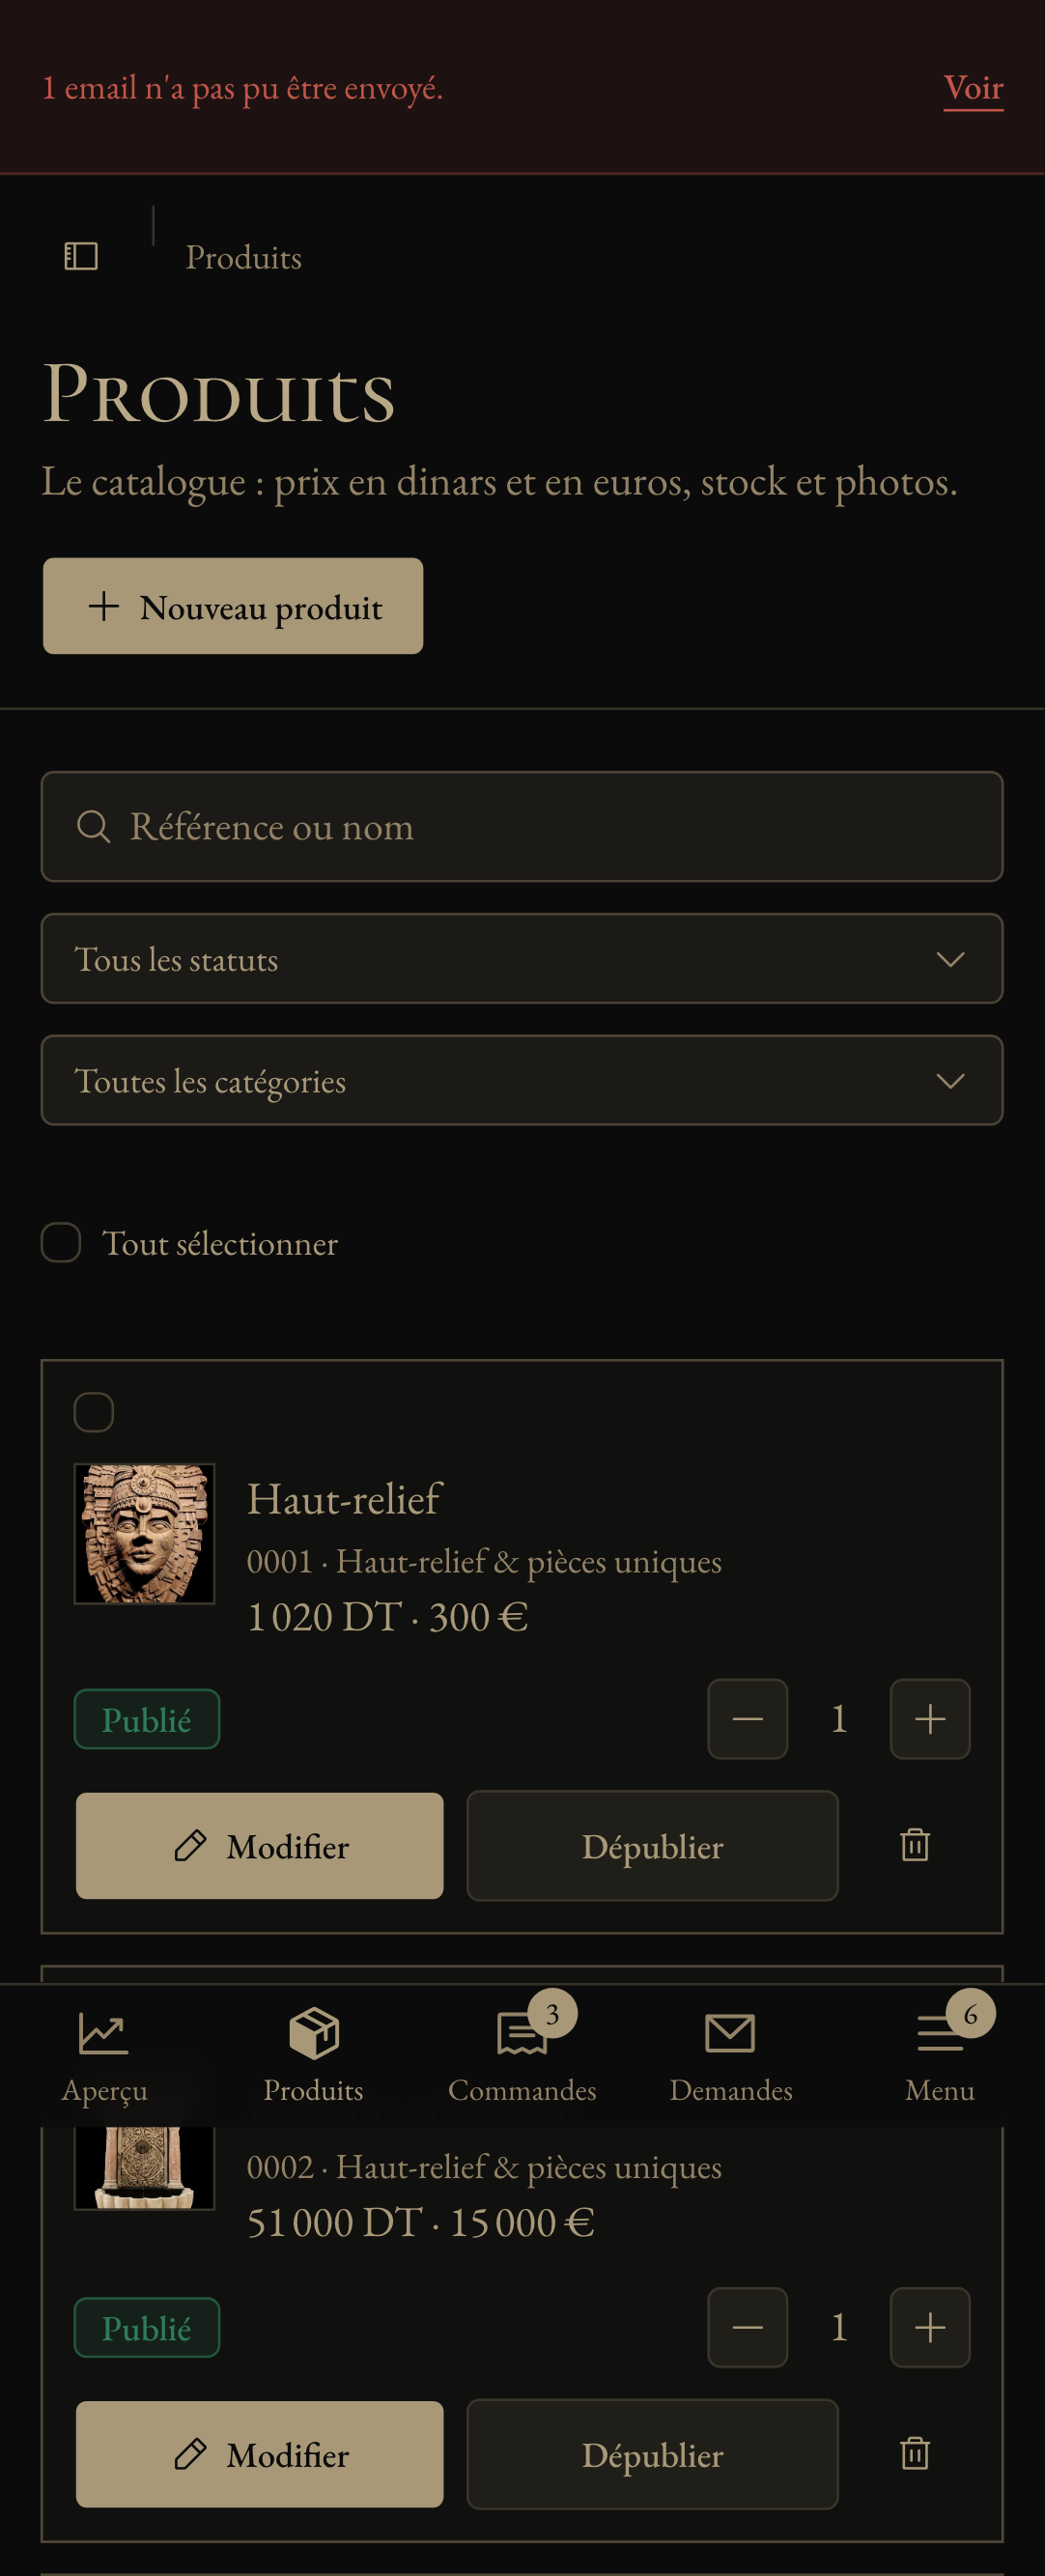 1 email n'a pas pu être envoyé.
Voir
Produits
Produits
Le catalogue : prix en dinars et en euros, stock et photos.
Nouveau produit
Référence ou nom
Tous les statuts
Toutes les catégories
Tout sélectionner
Haut-relief
0001 · Haut-relief & pièces uniques
1 020 DT · 300 €
Publié
1
Modifier
Dépublier
3
6
Aperçu
Produits
Commandes
Demandes
Menu
0002 · Haut-relief & pièces uniques
51 000 DT · 15 000 €
Publié
1
Modifier
Dépublier